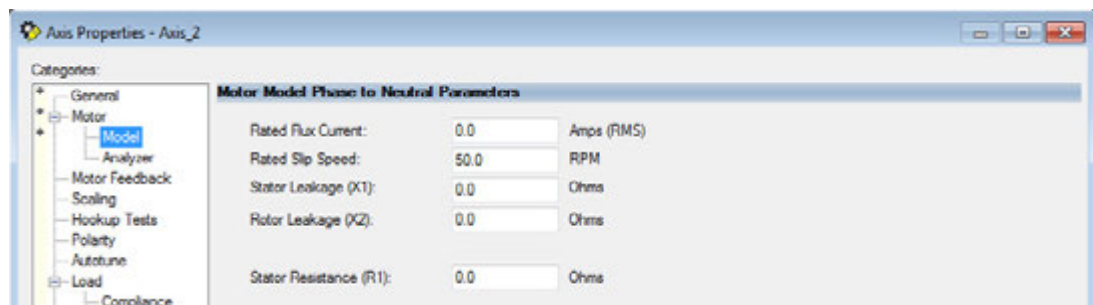 Axis Properties - Axis_2
Categories:
* General
* Motor
* Model
Analyzer
Motor Feedback
Scaling
Hookup Tests
Polarity
Autotune
Load
Compliance
Motor Model Phase to Neutral Parameters
Rated Flux Current: 0.0 Amps (RMS)
Rated Slip Speed: 50.0 RPM
Stator Leakage (X1): 0.0 Ohms
Rotor Leakage (X2): 0.0 Ohms
Stator Resistance (R1): 0.0 Ohms